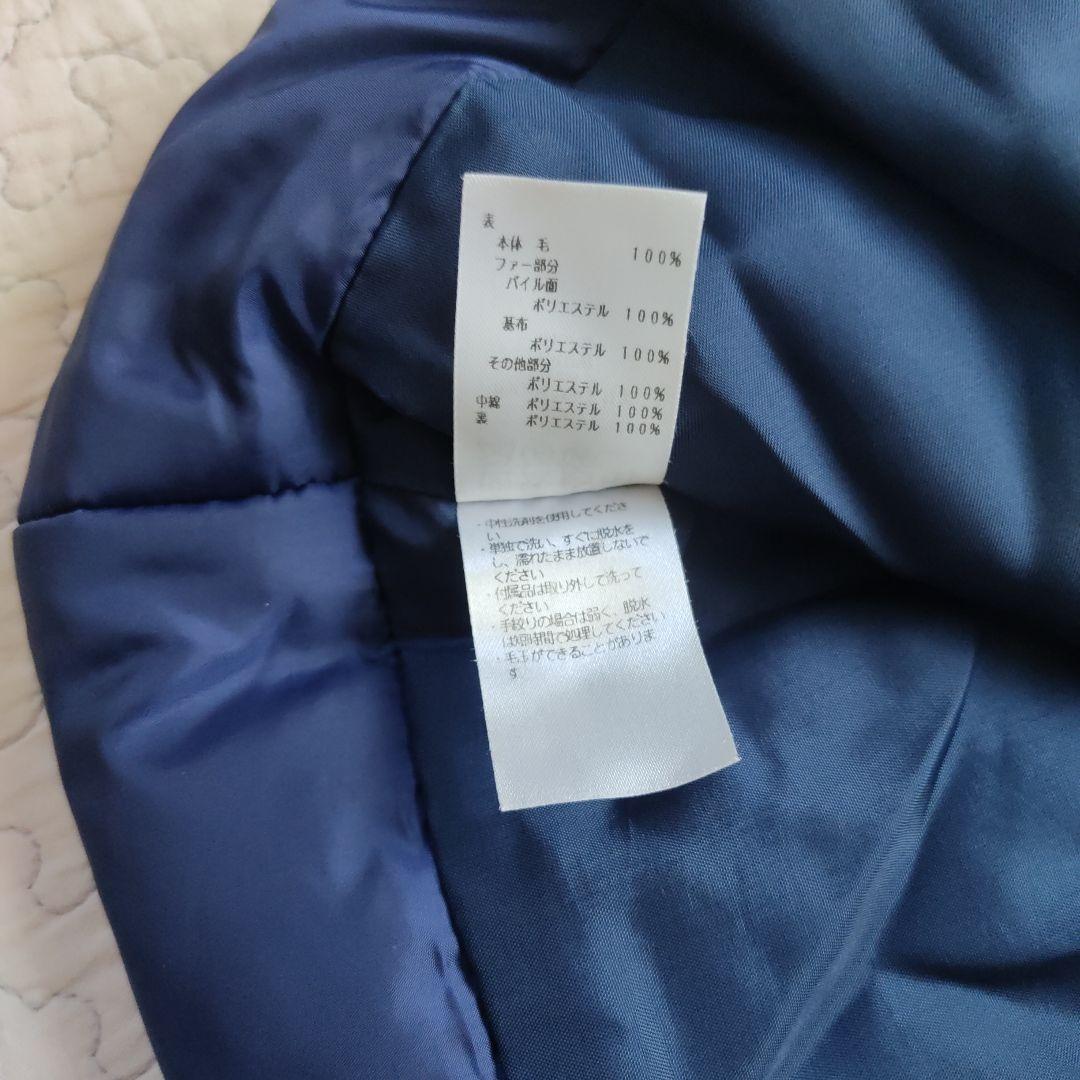 表
本体 毛 100%
ファー部分
パイル面
ポリエステル 100%
基布
ポリエステル 100%
その他部分
ポリエステル 100%
中綿 ポリエステル 100%
裏 ポリエステル 100%
・中性洗剤を使用してくださ
い
・単独で洗い、すぐに脱水を
し、濡れたまま放置しないで
ください
・付属品は取り外して洗って
ください
・手絞りの場合は弱く、脱水
は短時間で処理してください
・毛玉ができることがありま
す